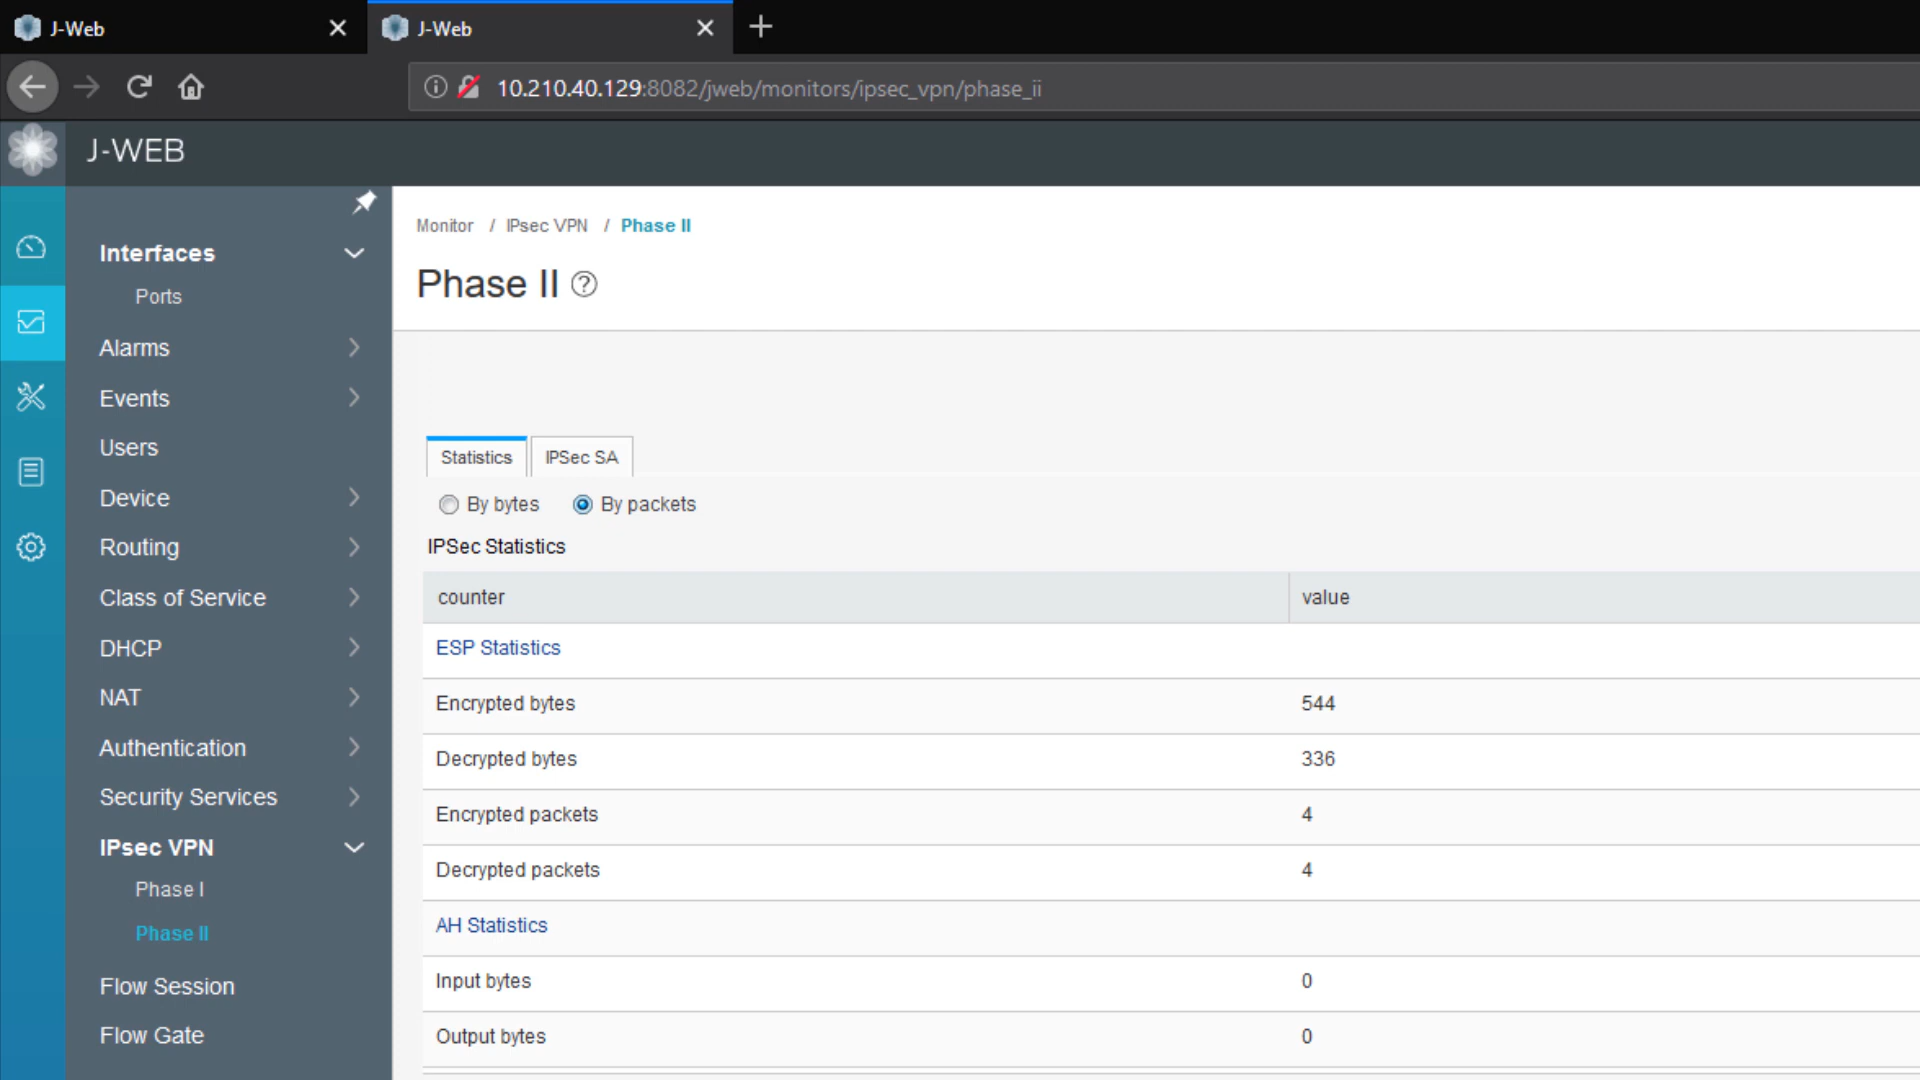 J-Web
J-Web
10.210.40.129:8082/jweb/monitors/ipsec_vpn/phase_ii
J-WEB
Interfaces
Ports
Alarms
Events
Users
Device
Routing
Class of Service
DHCP
NAT
Authentication
Security Services
IPsec VPN
Phase I
Phase II
Flow Session
Flow Gate
Monitor / IPsec VPN / Phase II
Phase II ?
Statistics IPSec SA
By bytes By packets
IPSec Statistics
counter value
ESP Statistics
Encrypted bytes 544
Decrypted bytes 336
Encrypted packets 4
Decrypted packets 4
AH Statistics
Input bytes 0
Output bytes 0